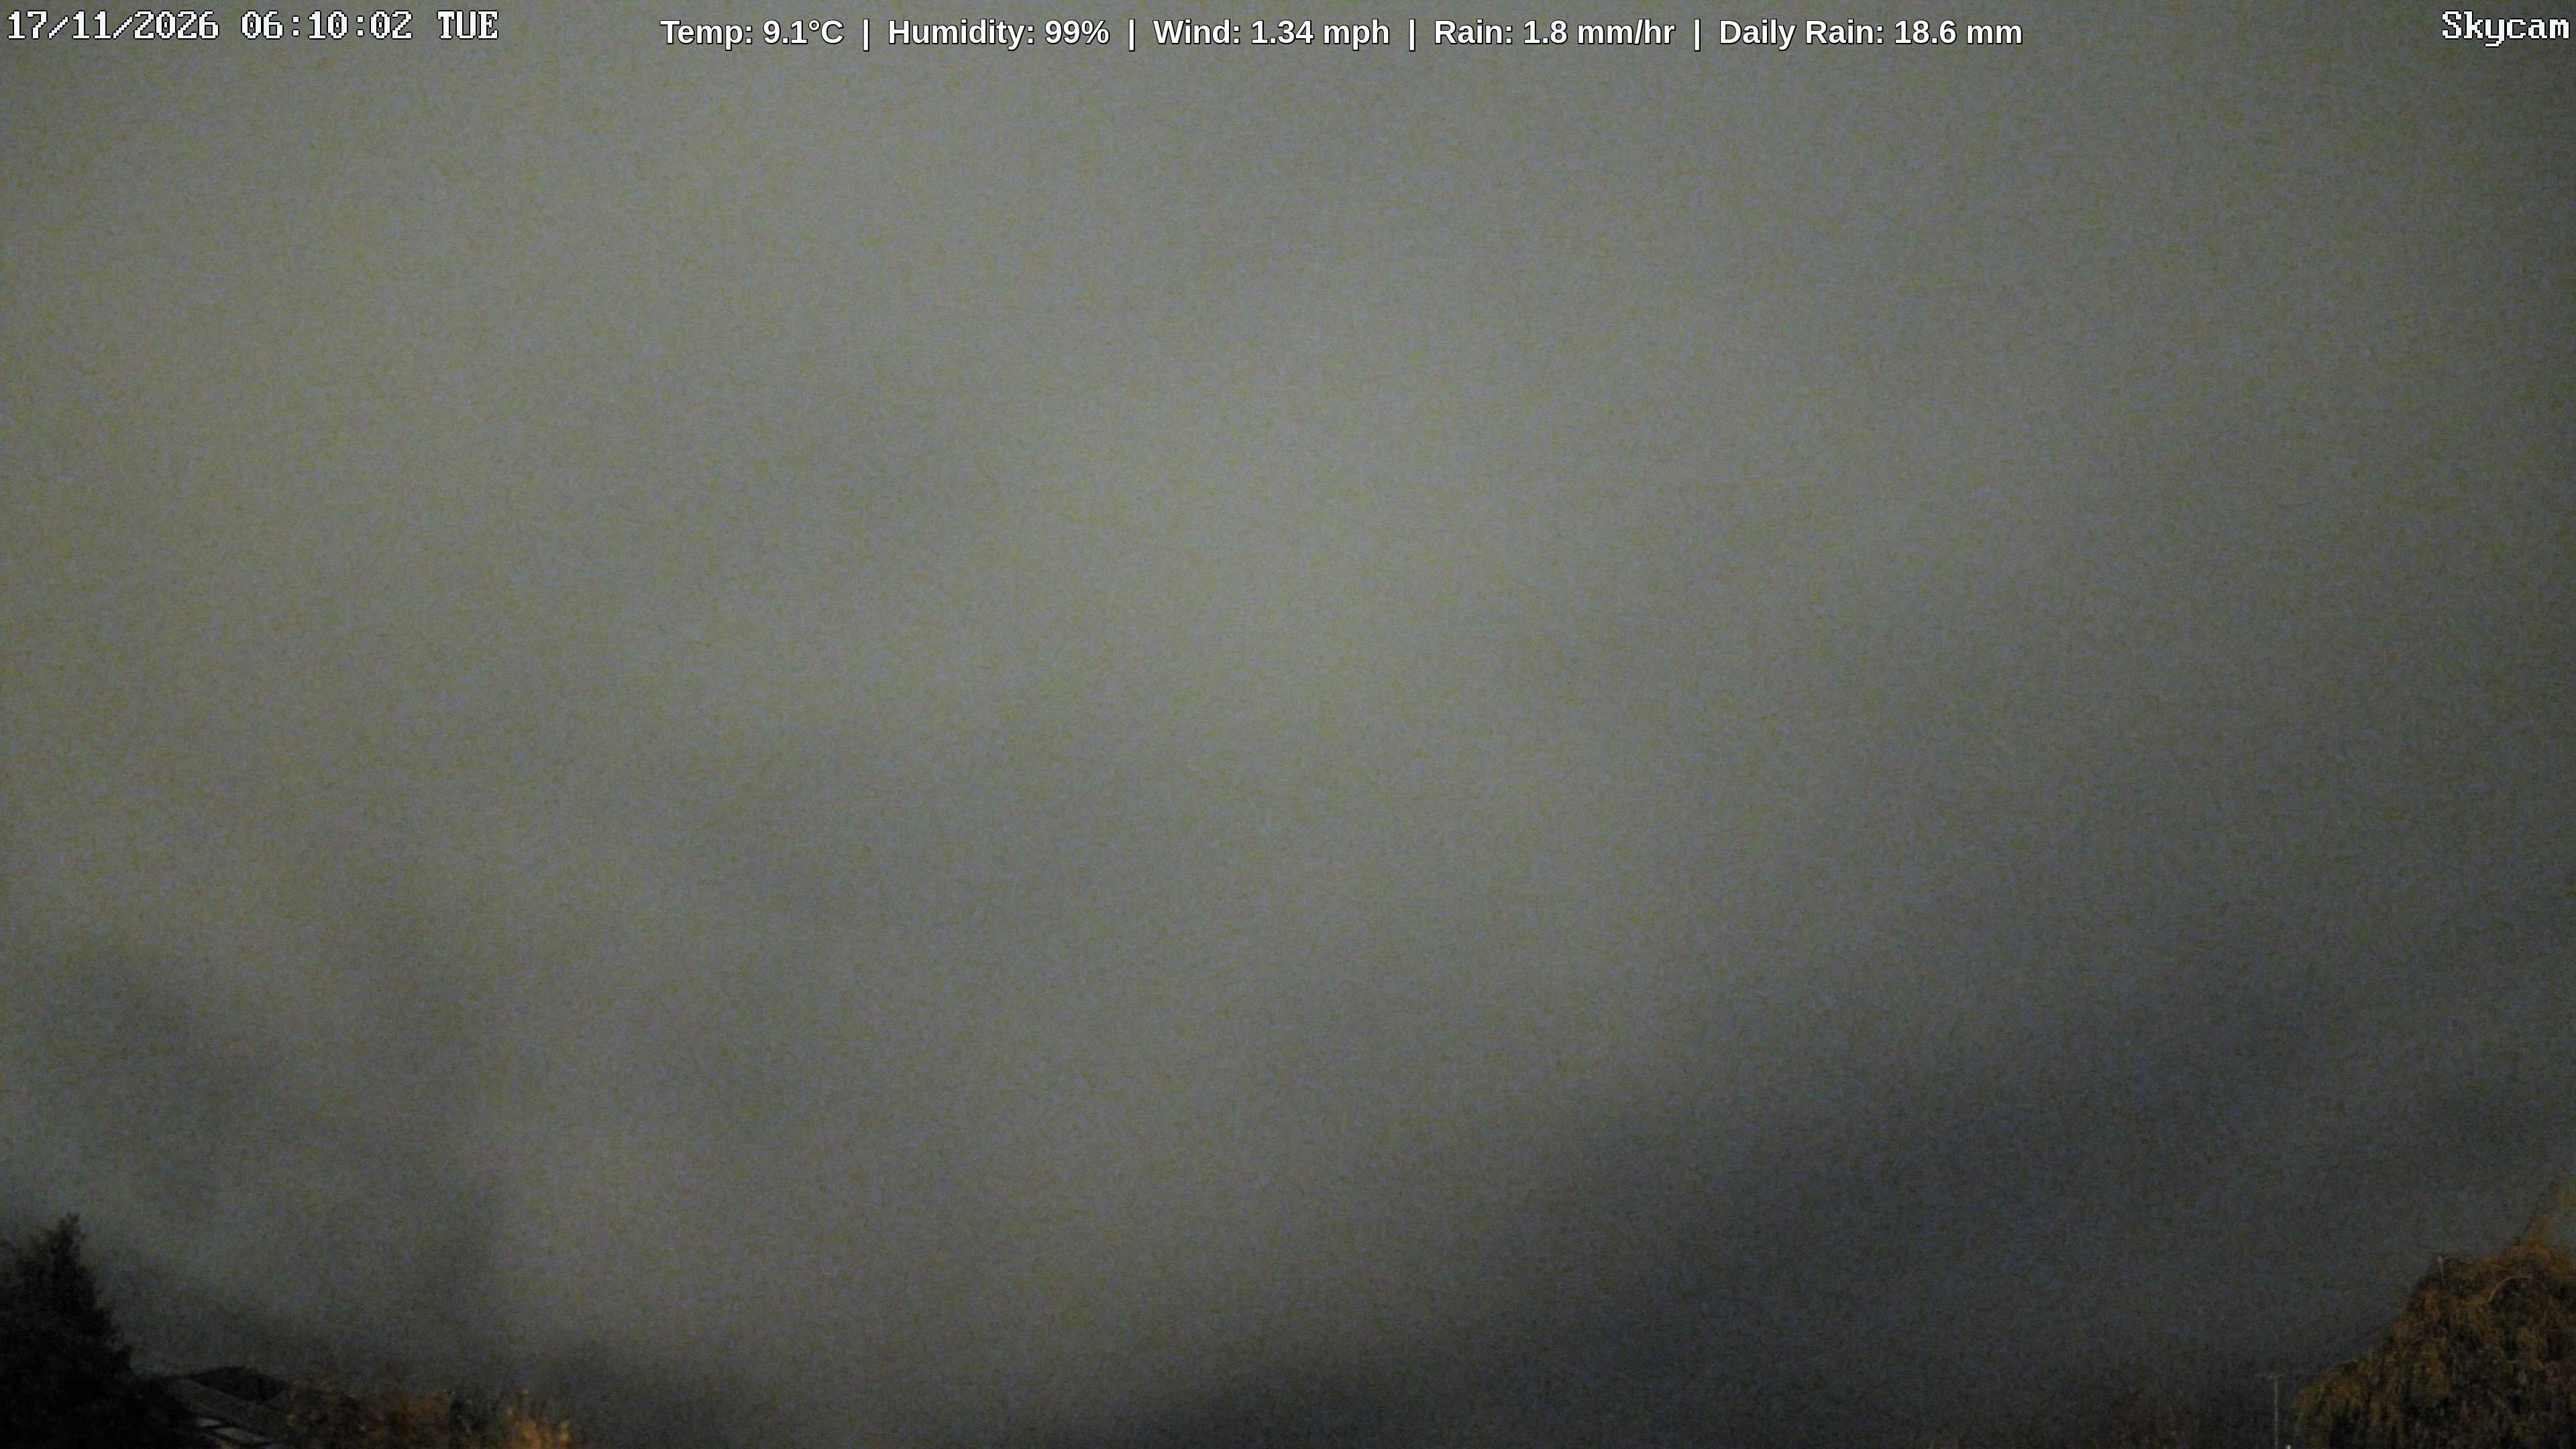 17/11/2026 06:10:02 TUE
Temp: 9.1°C | Humidity: 99% | Wind: 1.34 mph | Rain: 1.8 mm/hr | Daily Rain: 18.6 mm
Skycam